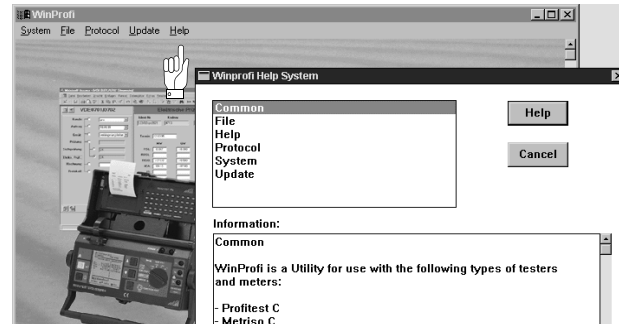 WinProfi
System File Protocol Update Help
Winprofi Help System
Common
File
Help
Protocol
System
Update
Help
Cancel
Information:
Common
WinProfi is a Utility for use with the following types of testers
and meters:
- Profitest C
- Metriso C